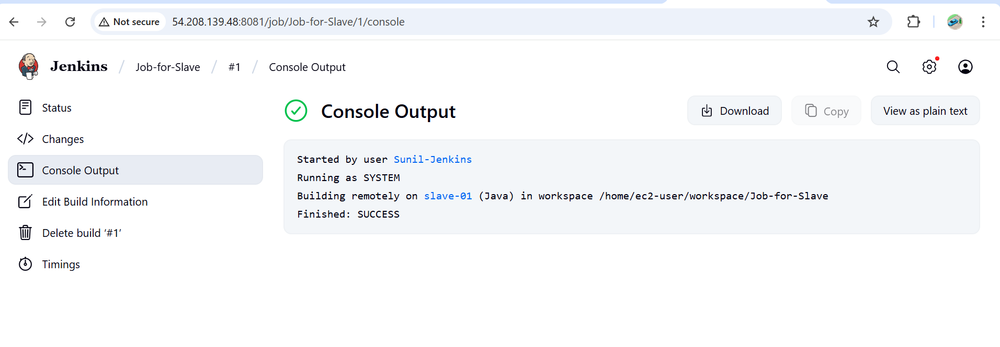 Not secure 54.208.139.48:8081/job/Job-for-Slave/1/console
Jenkins / Job-for-Slave / #1 / Console Output
Status
Changes
Console Output
Edit Build Information
Delete build ‘#1’
Timings
Console Output
Download
Copy
View as plain text
Started by user Sunil-Jenkins
Running as SYSTEM
Building remotely on slave-01 (Java) in workspace /home/ec2-user/workspace/Job-for-Slave
Finished: SUCCESS